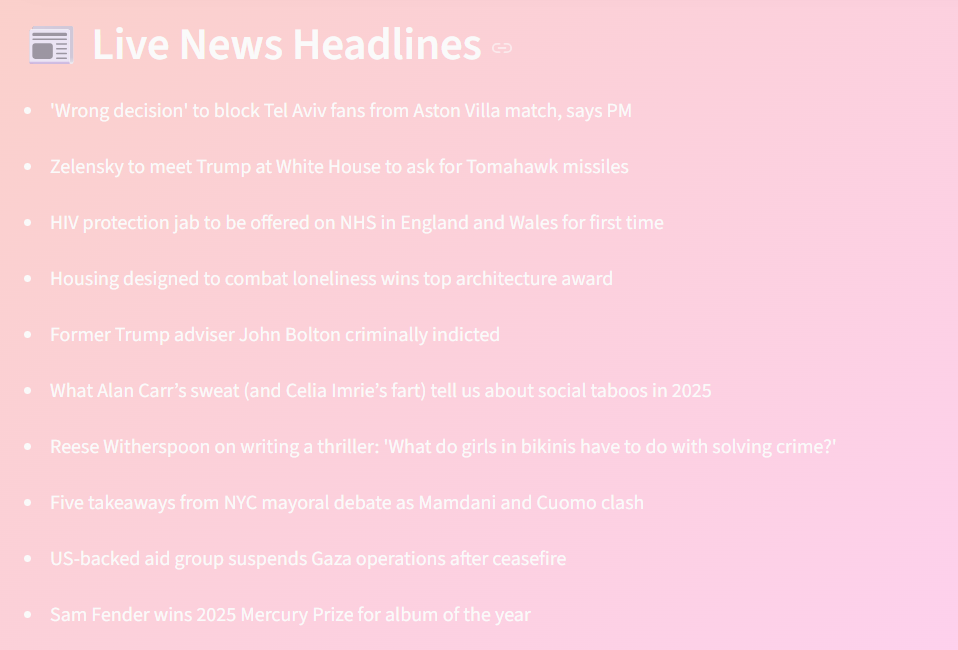 Live News Headlines
'Wrong decision' to block Tel Aviv fans from Aston Villa match, says PM
Zelensky to meet Trump at White House to ask for Tomahawk missiles
HIV protection jab to be offered on NHS in England and Wales for first time
Housing designed to combat loneliness wins top architecture award
Former Trump adviser John Bolton criminally indicted
What Alan Carr’s sweat (and Celia Imrie’s fart) tell us about social taboos in 2025
Reese Witherspoon on writing a thriller: 'What do girls in bikinis have to do with solving crime?'
Five takeaways from NYC mayoral debate as Mamdani and Cuomo clash
US-backed aid group suspends Gaza operations after ceasefire
Sam Fender wins 2025 Mercury Prize for album of the year